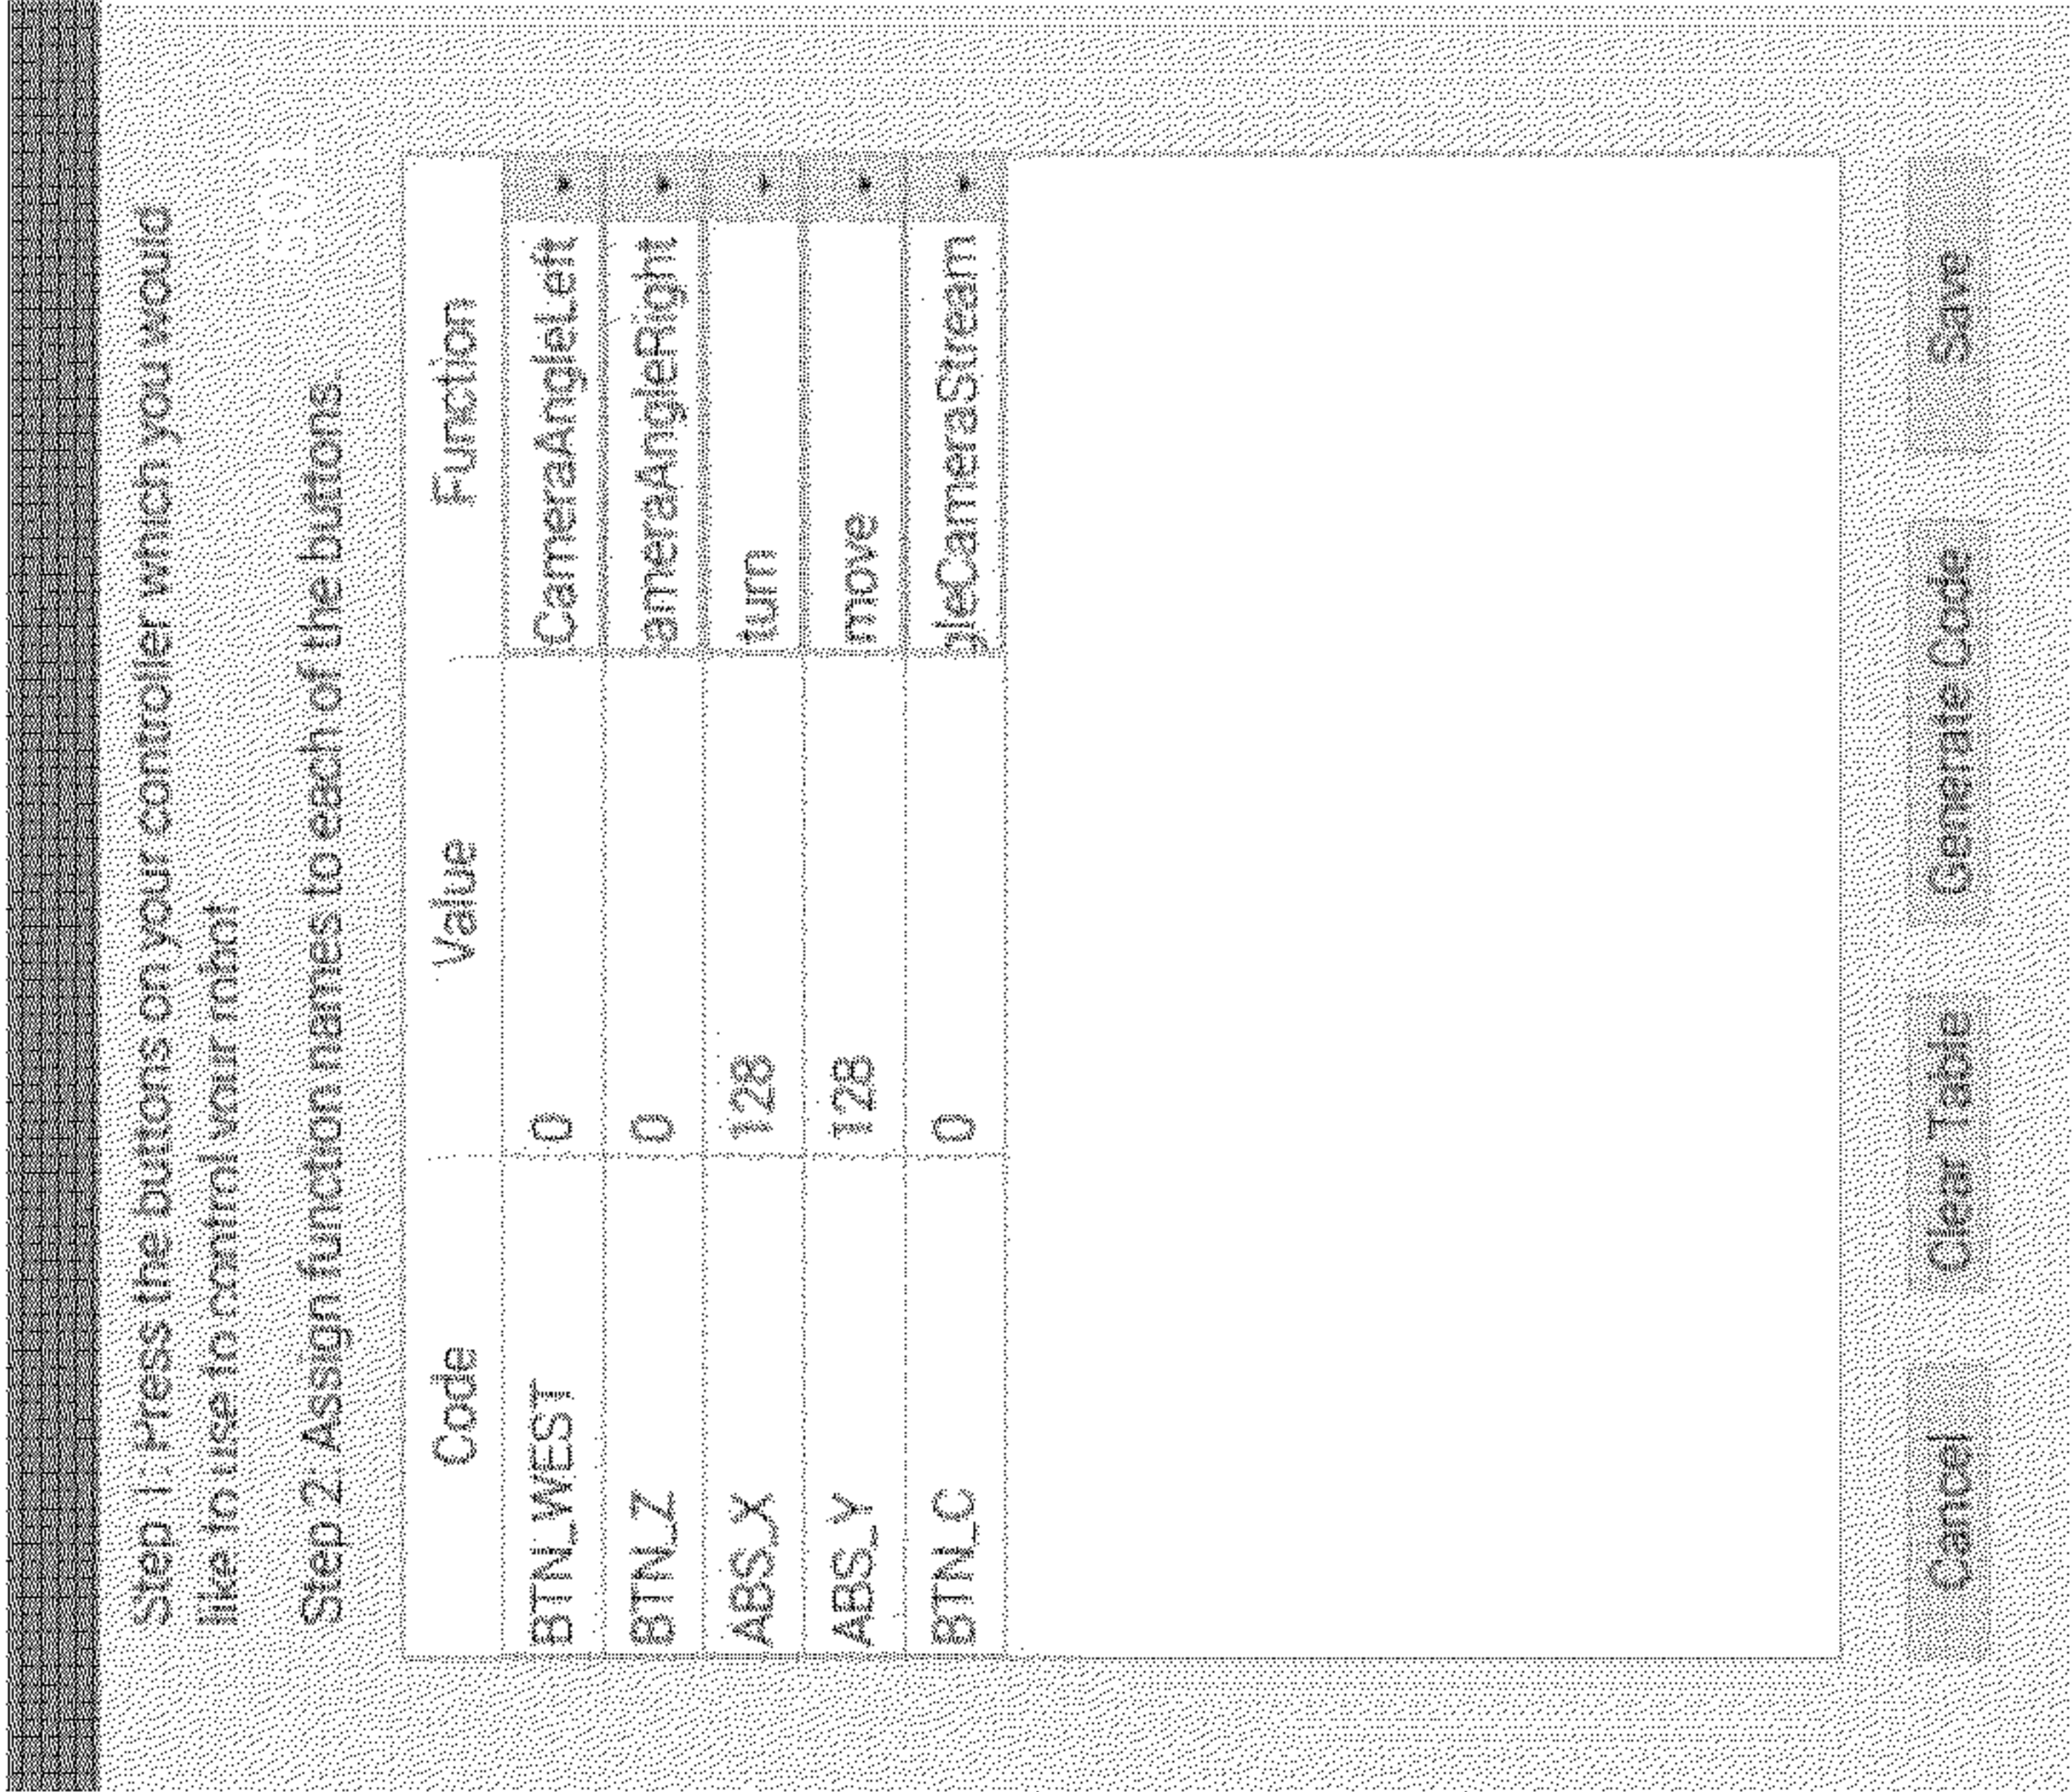 Step 1: Press the buttons on your controller which you would
like to use to control your robot
Step 2: Assign function names to each of the buttons.
Code Value Function
BTN_WEST 0 CameraAngleLeft
BTN_Z 0 ameraAngleRight
ABS_X 128 turn
ABS_Y 128 move
BTN_C 0 gleCameraStream
Cancel Clear Table Generate Code Save